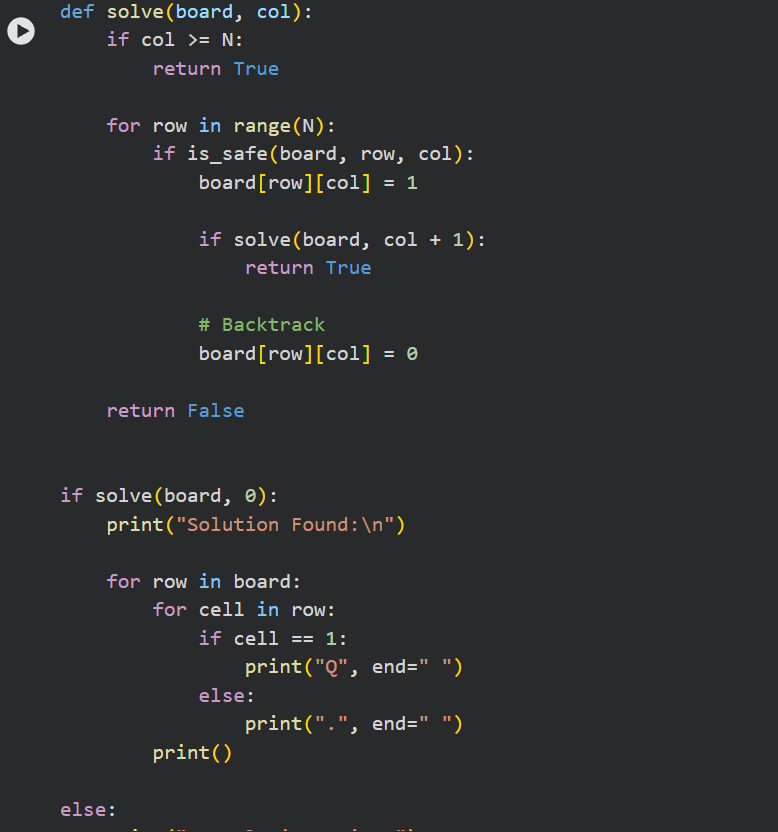 def solve(board, col):
    if col >= N:
        return True

    for row in range(N):
        if is_safe(board, row, col):
            board[row][col] = 1

            if solve(board, col + 1):
                return True

            # Backtrack
            board[row][col] = 0

    return False


if solve(board, 0):
    print("Solution Found:\n")

    for row in board:
        for cell in row:
            if cell == 1:
                print("Q", end=" ")
            else:
                print(".", end=" ")
        print()

else: